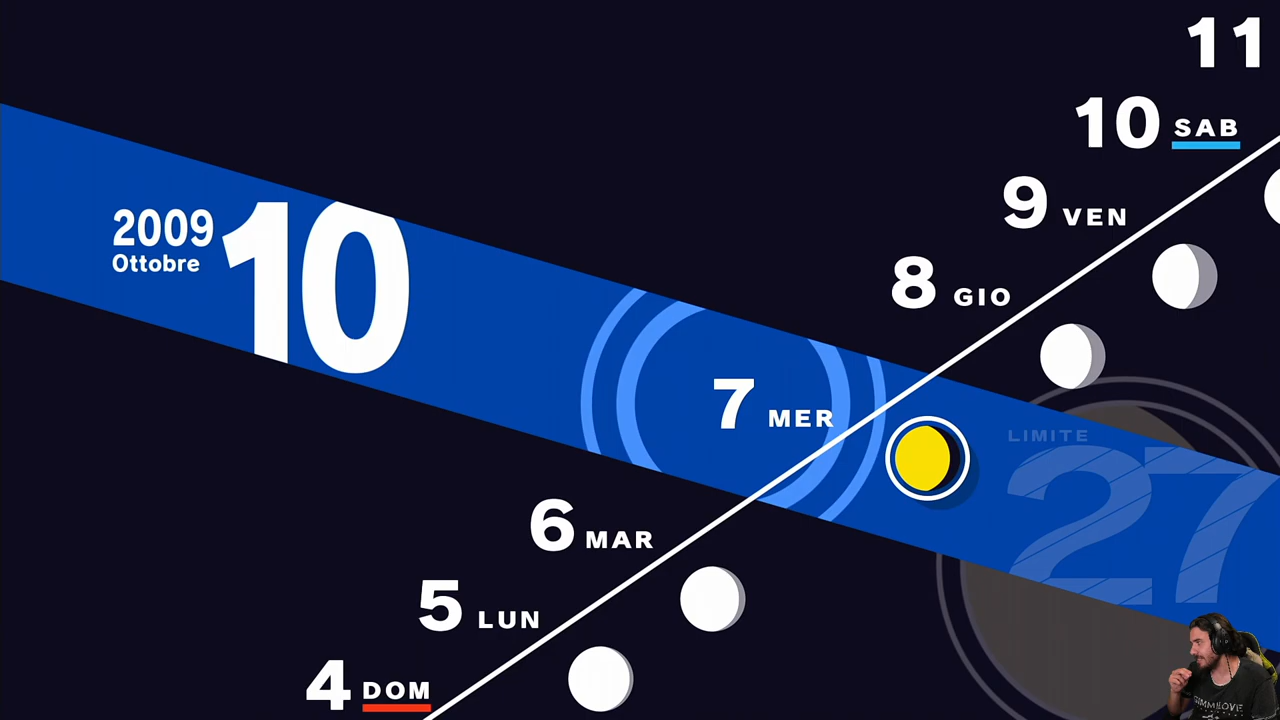 11
10 SAB
9 VEN
2009
Ottobre
10
8 GIO
7 MER
LIMITE
27
6 MAR
5 LUN
4 DOM